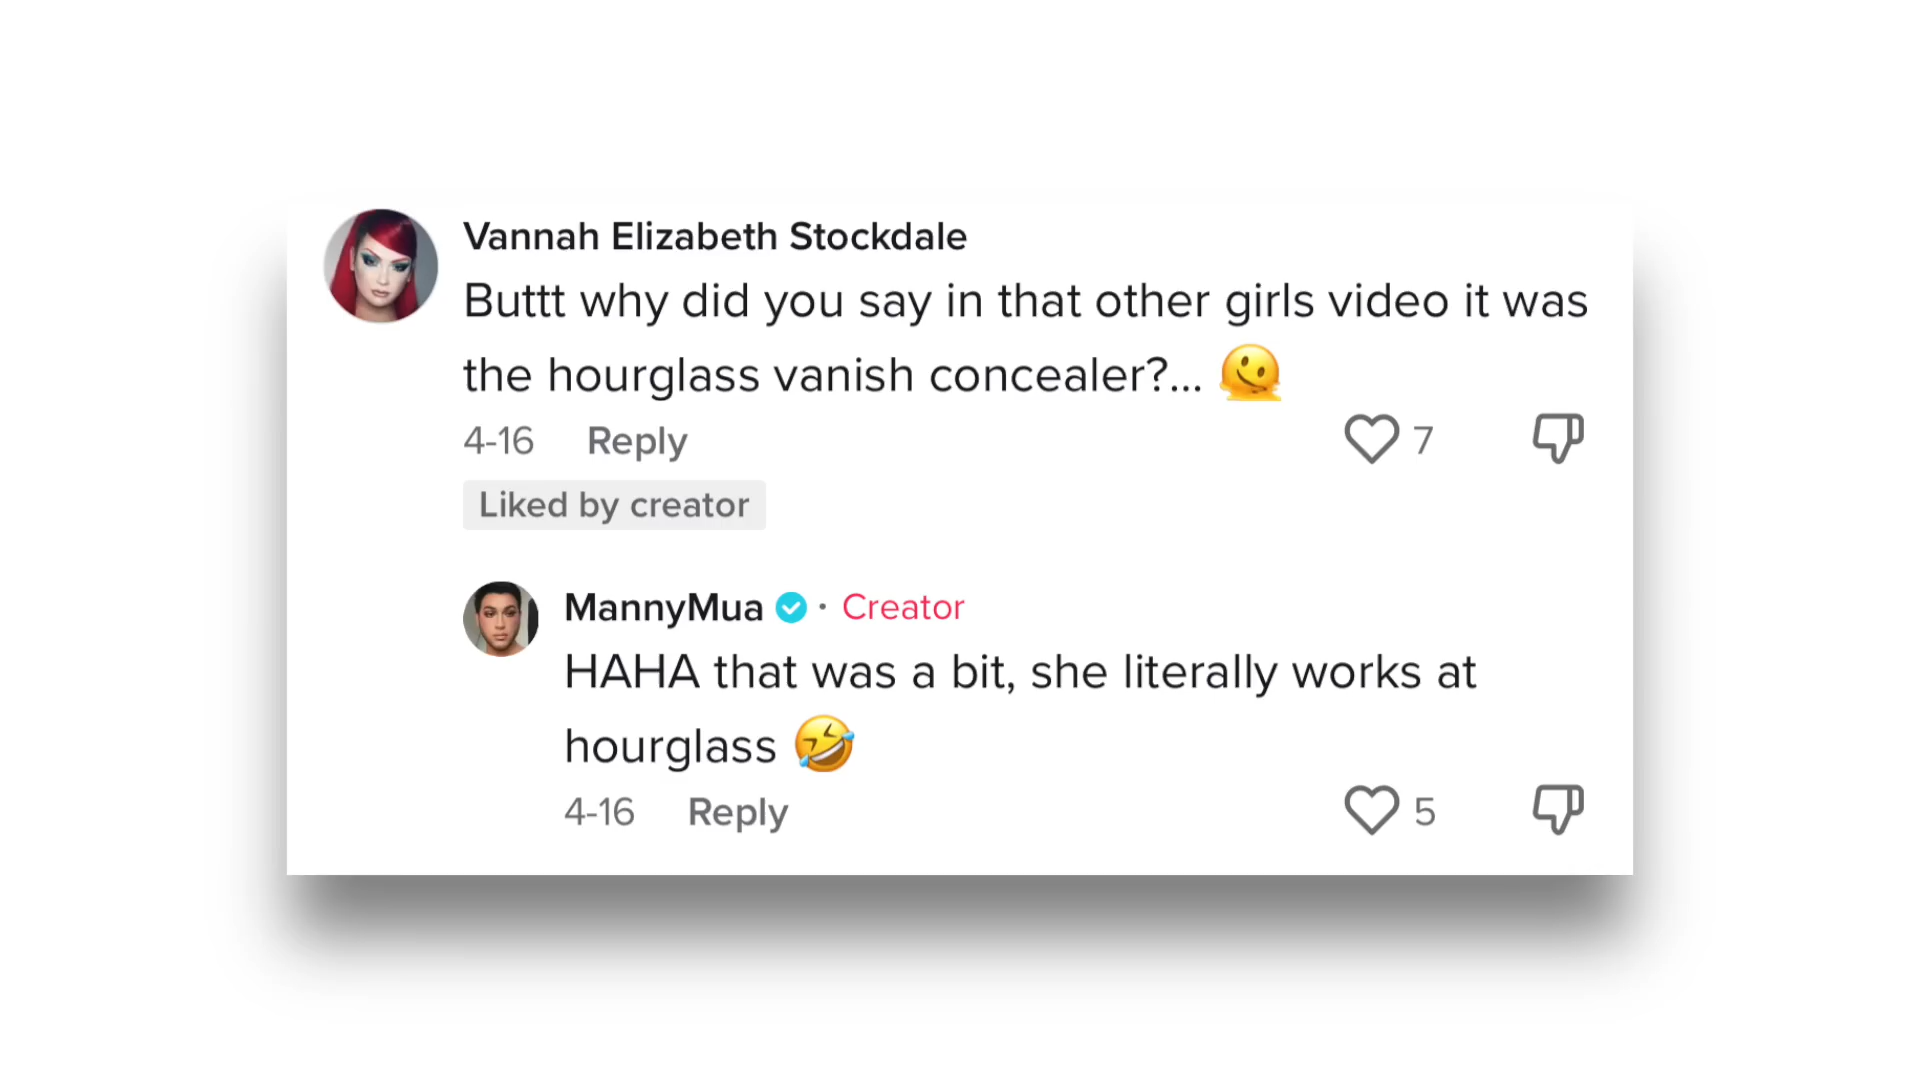 Vannah Elizabeth Stockdale
Buttt why did you say in that other girls video it was
the hourglass vanish concealer?... 🫠
4-16 Reply 7
Liked by creator
MannyMua · Creator
HAHA that was a bit, she literally works at
hourglass 🤣
4-16 Reply 5